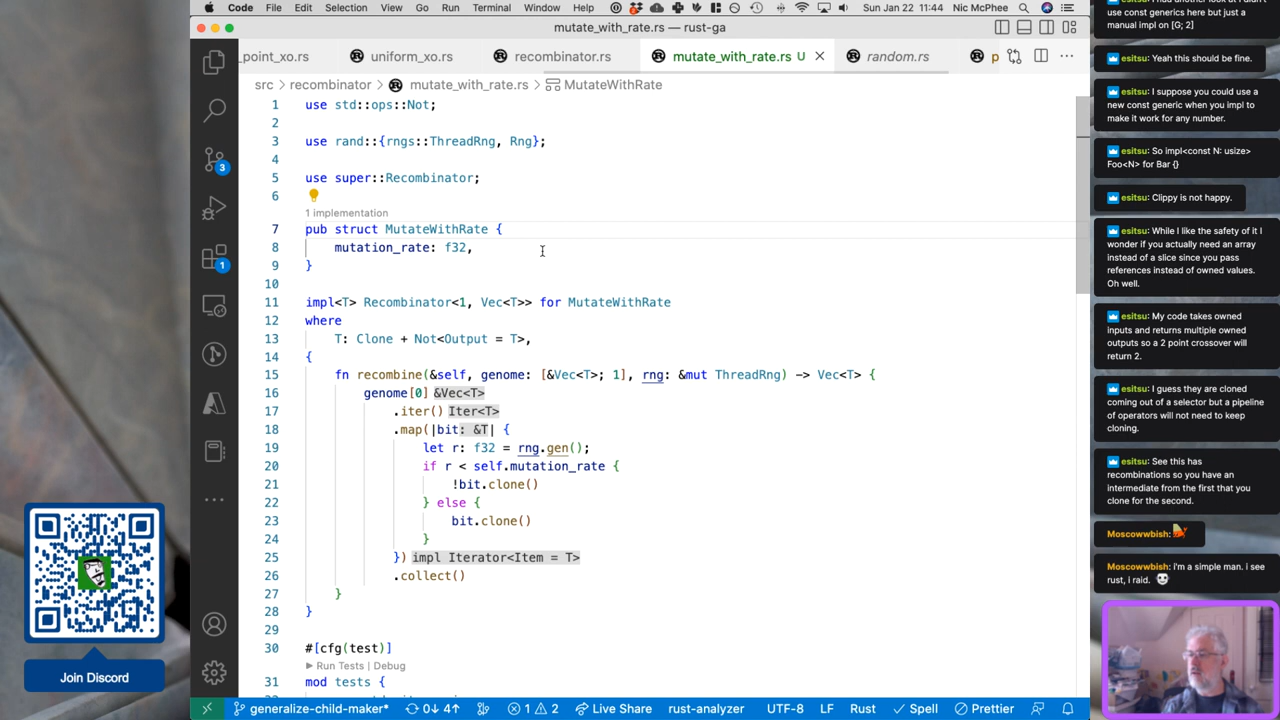 Code File Edit Selection View Go Run Terminal Window Help Sun Jan 22 11:44 Nic McPhee
mutate_with_rate.rs — rust-ga
_point_xo.rs uniform_xo.rs recombinator.rs mutate_with_rate.rs U random.rs p
src > recombinator > mutate_with_rate.rs > MutateWithRate
1 use std::ops::Not;
2
3 use rand::{rngs::ThreadRng, Rng};
4
5 use super::Recombinator;
6
1 implementation
7 pub struct MutateWithRate {
8 mutation_rate: f32,
9 }
10
11 impl<T> Recombinator<1, Vec<T>> for MutateWithRate
12 where
13 T: Clone + Not<Output = T>,
14 {
15 fn recombine(&self, genome: [&Vec<T>; 1], rng: &mut ThreadRng) -> Vec<T> {
16 genome[0] &Vec<T>
17 .iter() Iter<T>
18 .map(|bit: &T| {
19 let r: f32 = rng.gen();
20 if r < self.mutation_rate {
21 !bit.clone()
22 } else {
23 bit.clone()
24 }
25 }) impl Iterator<Item = T>
26 .collect()
27 }
28 }
29
30 #[cfg(test)]
Run Tests | Debug
31 mod tests {
3
1
generalize-child-maker* 0↓ 4↑ 1 2 Live Share rust-analyzer UTF-8 LF Rust Spell Prettier
Join Discord
use const generics here but just a
manual impl on [G; 2]
esitsu: Yeah this should be fine.
esitsu: I suppose you could use a
new const generic when you impl to
make it work for any number.
esitsu: So impl<const N: usize>
Foo<N> for Bar {}
esitsu: Clippy is not happy.
esitsu: While I like the safety of it I
wonder if you actually need an array
instead of a slice since you pass
references instead of owned values.
Oh well.
esitsu: My code takes owned
inputs and returns multiple owned
outputs so a 2 point crossover will
return 2.
esitsu: I guess they are cloned
coming out of a selector but a pipeline
of operators will not need to keep
cloning.
esitsu: See this has
recombinations so you have an
intermediate from the first that you
clone for the second.
Moscowwbish:
Moscowwbish: i'm a simple man. i see
rust, i raid.